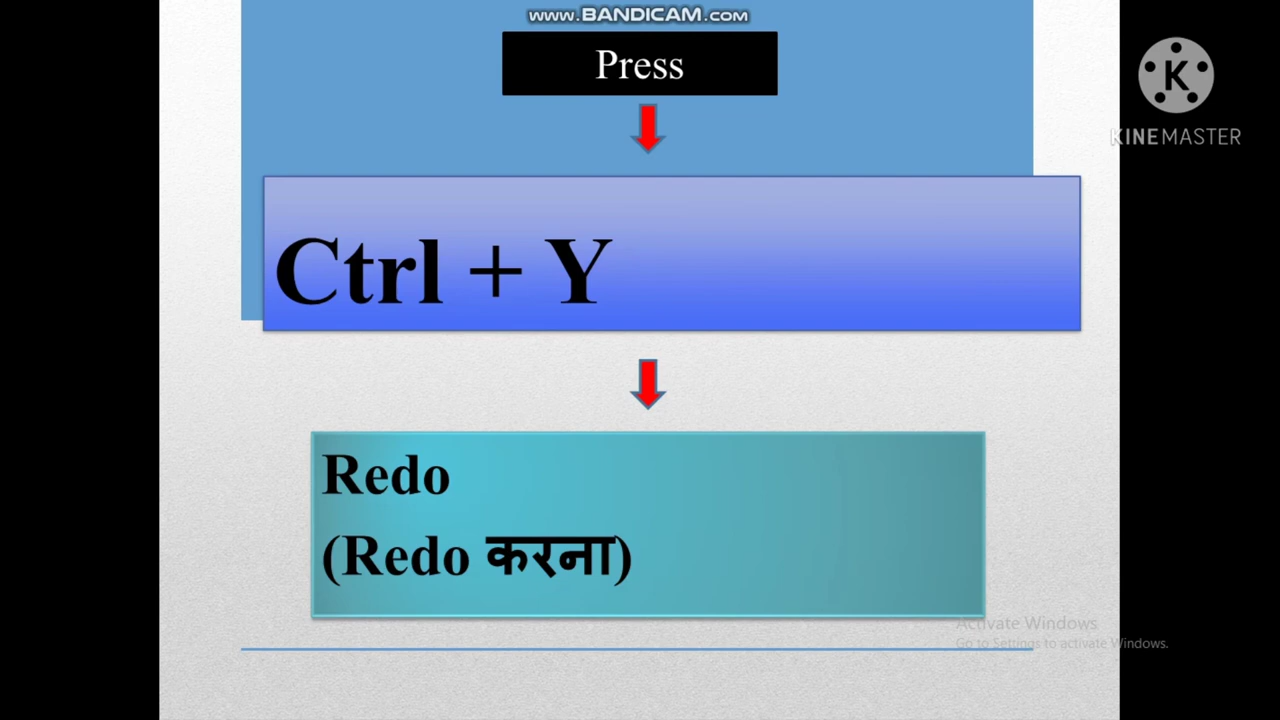 www.BANDICAM.com
Press
K
KINEMASTER
Ctrl + Y
Redo
(Redo करना)
Activate Windows
Go to Settings to activate Windows.